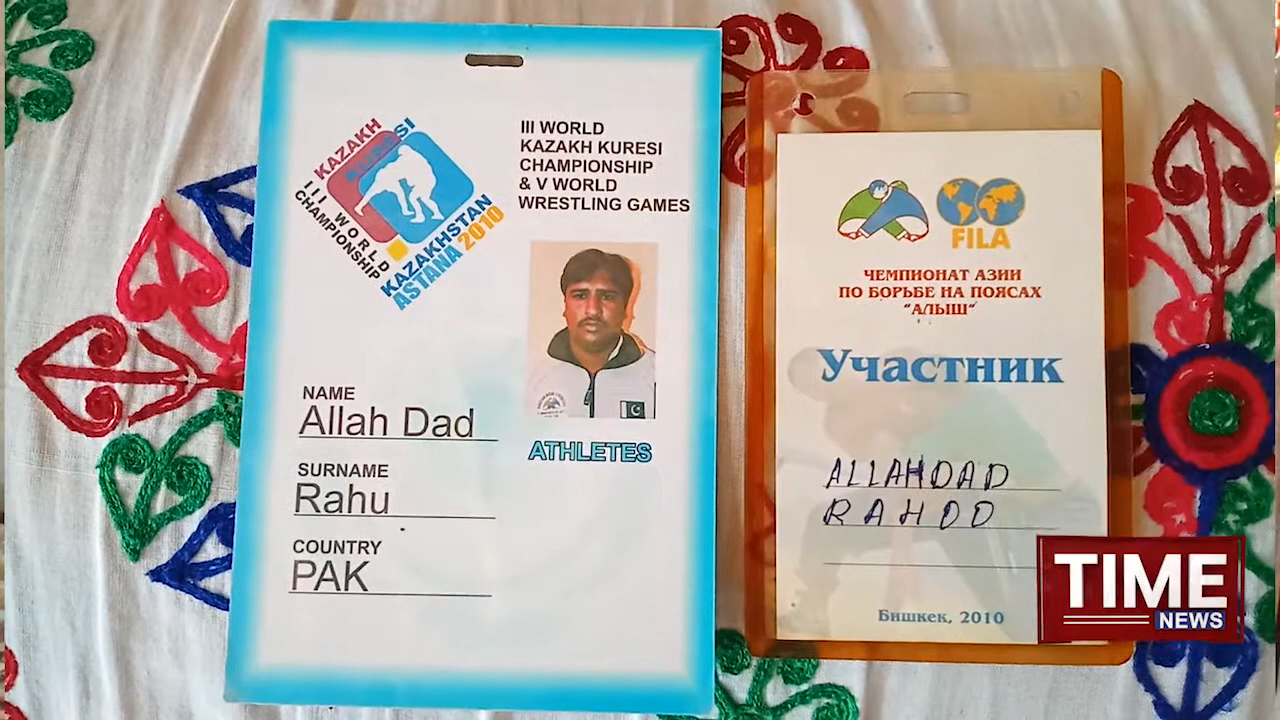 KAZAKH
KURESI
III WORLD
CHAMPIONSHIP
KAZAKHSTAN
ASTANA 2010
III WORLD
KAZAKH KURESI
CHAMPIONSHIP
& V WORLD
WRESTLING GAMES
NAME
Allah Dad
ATHLETES
SURNAME
Rahu
COUNTRY
PAK
FILA
ЧЕМПИОНАТ АЗИИ
ПО БОРЬБЕ НА ПОЯСАХ
"АЛЫШ"
Участник
ALLAHDAD
RAHOO
Бишкек, 2010
TIME
NEWS